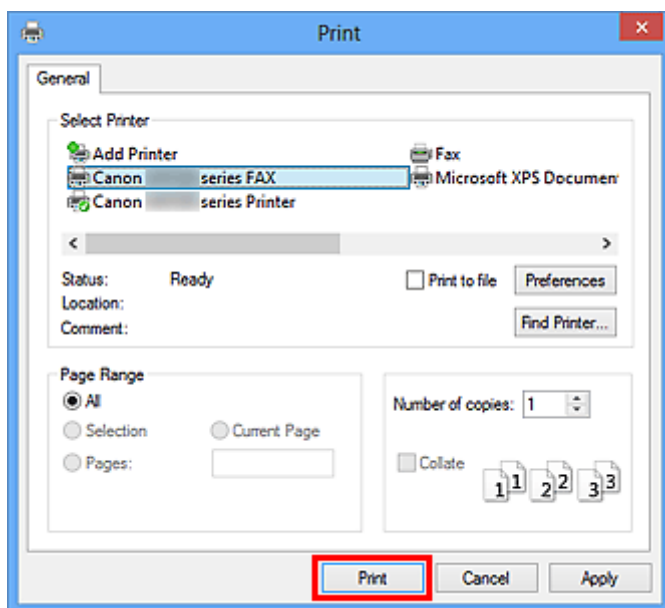 Print
General
Select Printer
Add Printer
Fax
Canon series FAX
Microsoft XPS Documen
Canon series Printer
Status: Ready
Print to file
Preferences
Location:
Comment:
Find Printer...
Page Range
All
Selection
Current Page
Pages:
Number of copies: 1
Collate
1 1 2 2 3 3
Print
Cancel
Apply